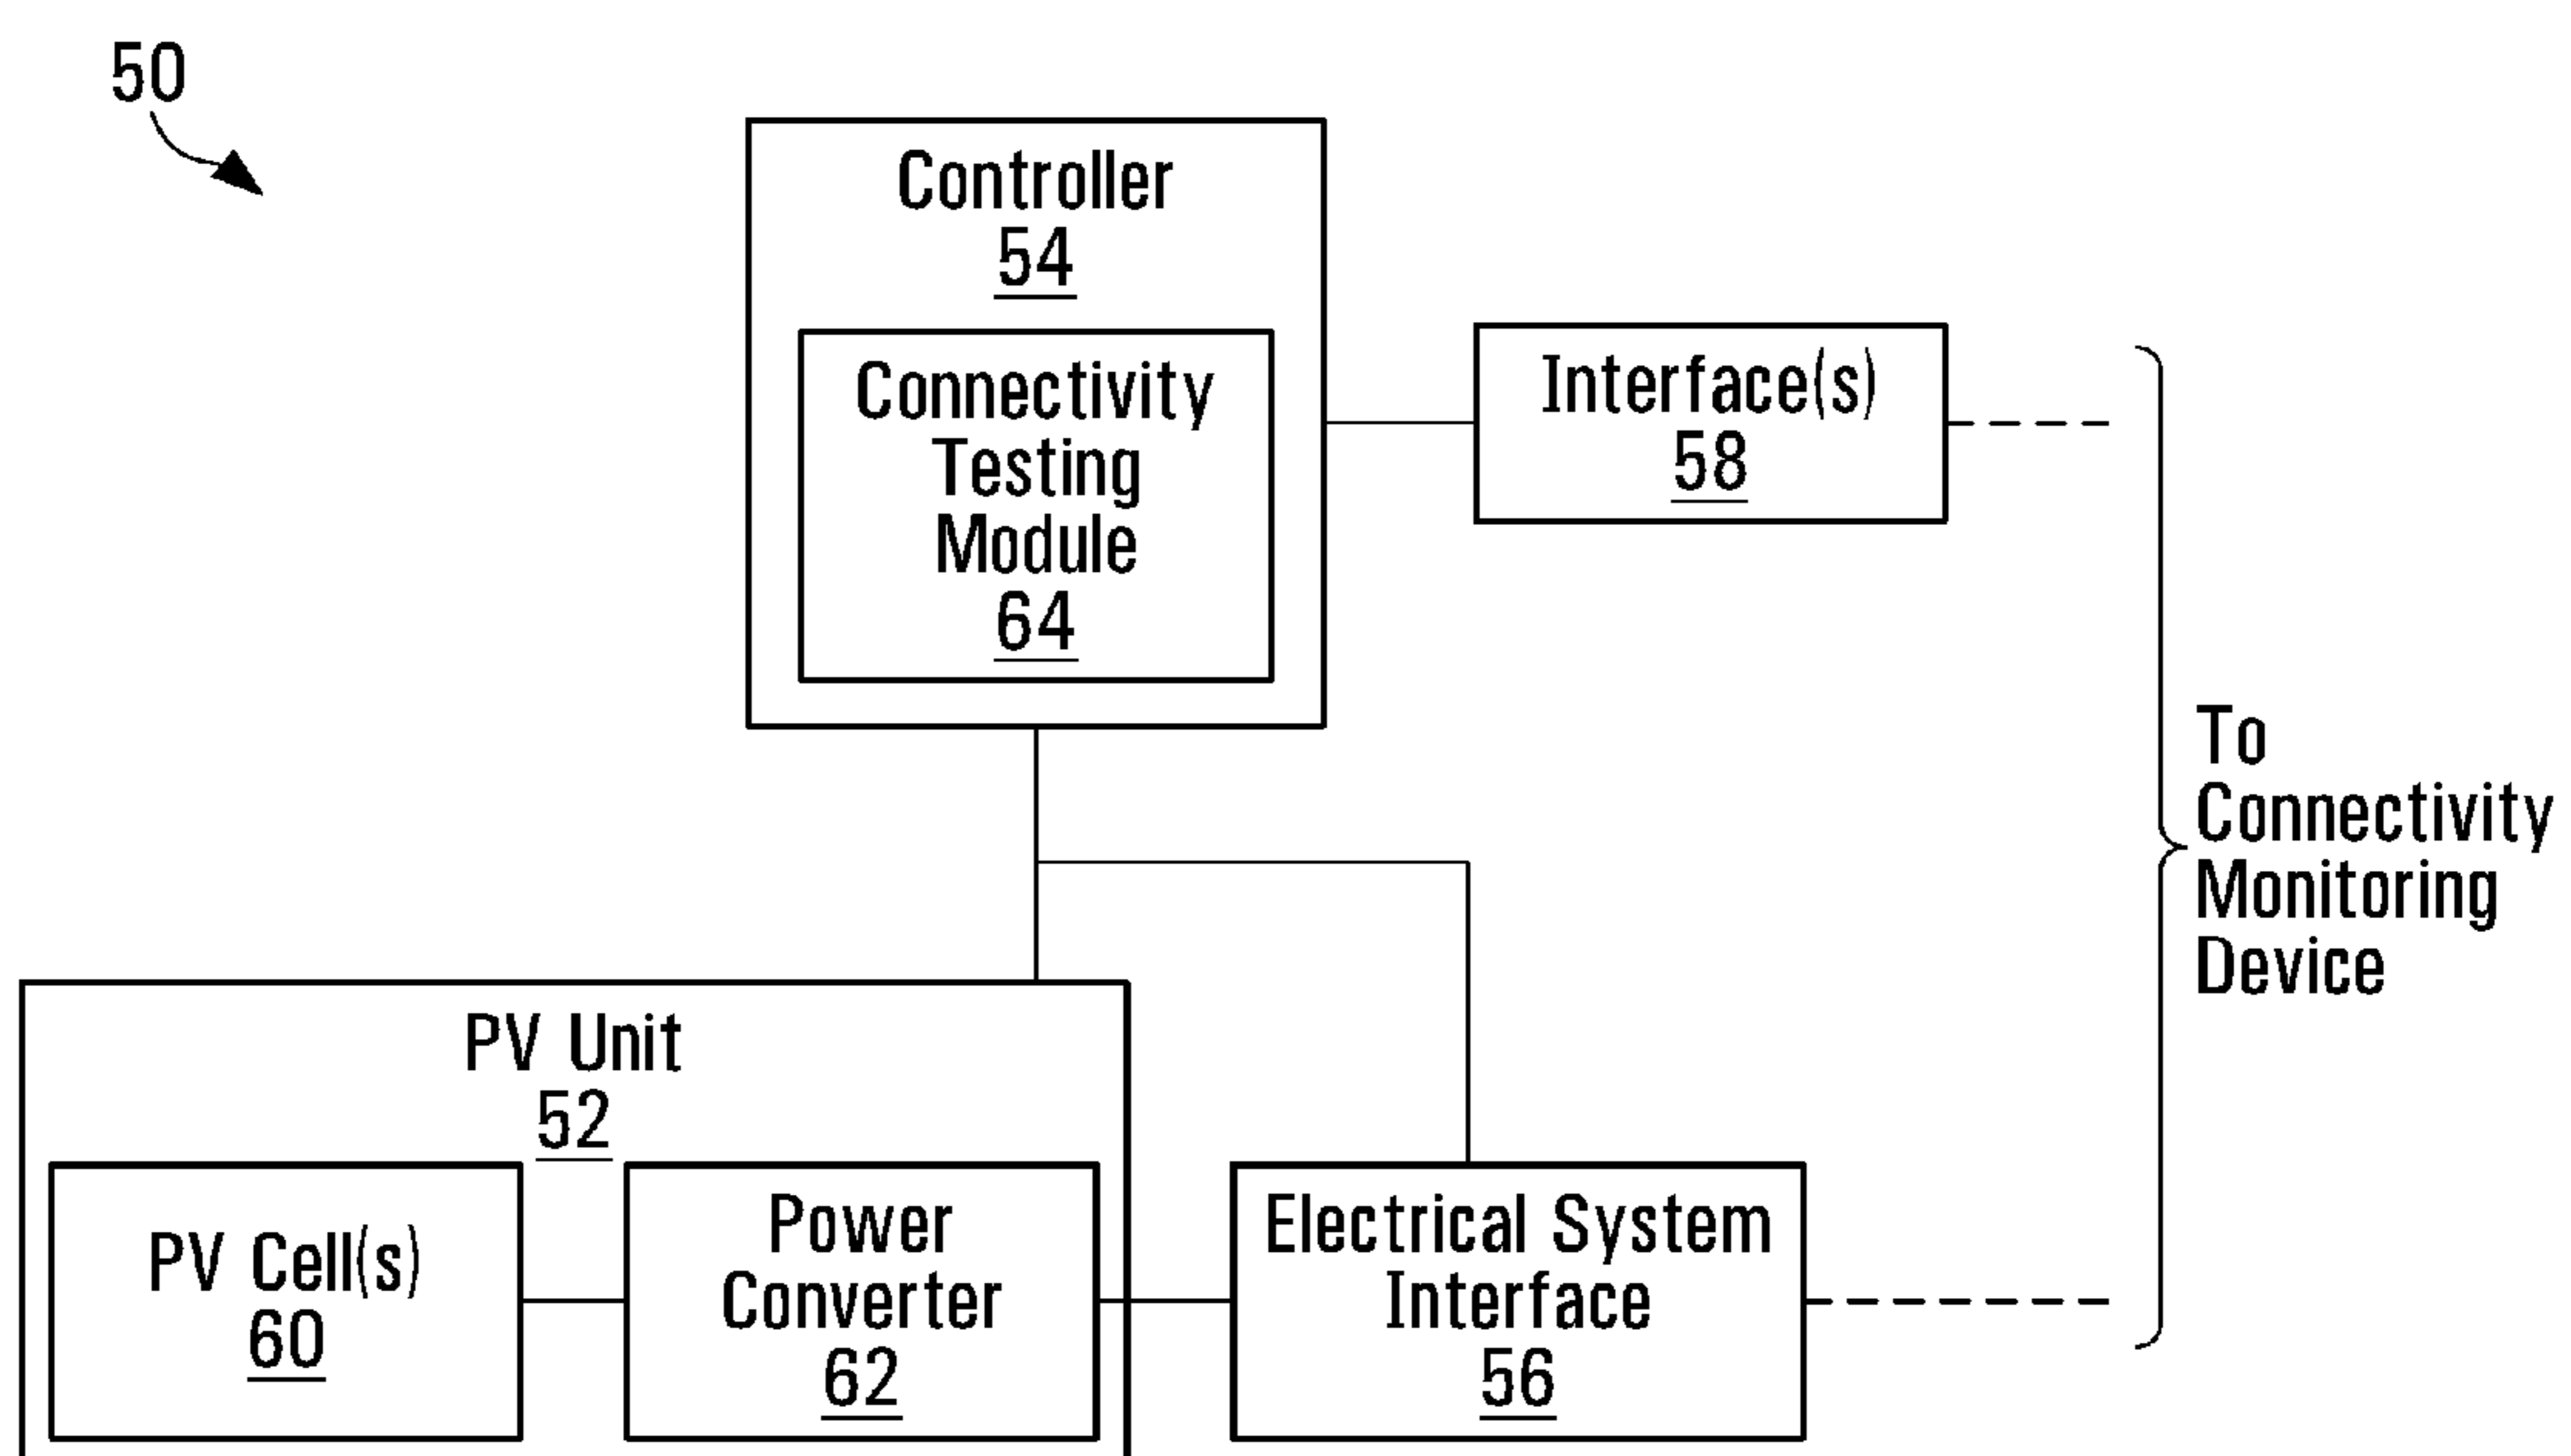 50
Controller
54
Connectivity
Testing
Module
64
Interface(s)
58
To
Connectivity
Monitoring
Device
PV Unit
52
PV Cell(s)
60
Power
Converter
62
Electrical System
Interface
56